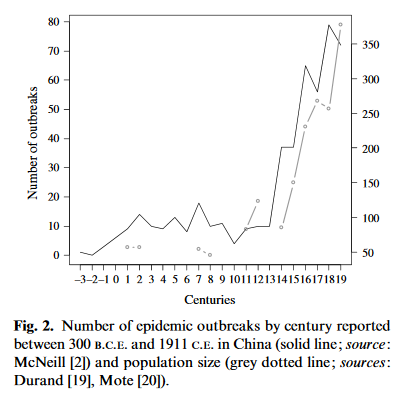 80
70
60
50
40
30
20
10
0
Number of outbreaks
350
300
250
200
150
100
50
−3 −2 −1 0 1 2 3 4 5 6 7 8 9 10 11 12 13 14 15 16 17 18 19
Centuries
Fig. 2. Number of epidemic outbreaks by century reported
between 300 B.C.E. and 1911 C.E. in China (solid line; source:
McNeill [2]) and population size (grey dotted line; sources:
Durand [19], Mote [20]).